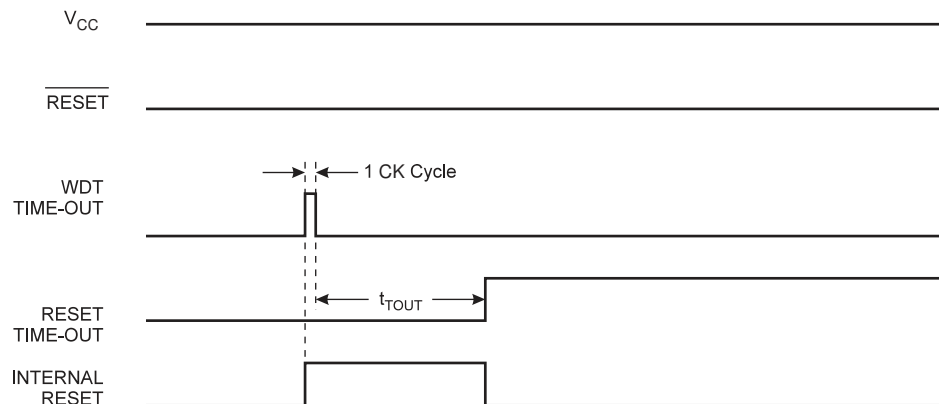 VCC
RESET
WDT
TIME-OUT
1 CK Cycle
RESET
TIME-OUT
tTOUT
INTERNAL
RESET